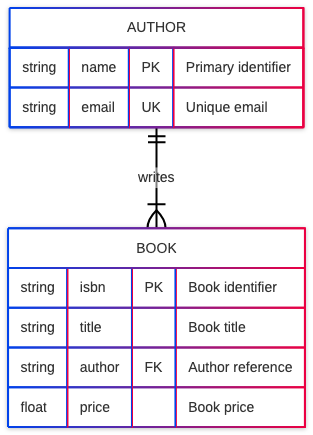 AUTHOR
string name PK Primary identifier
string email UK Unique email
writes
BOOK
string isbn PK Book identifier
string title Book title
string author FK Author reference
float price Book price